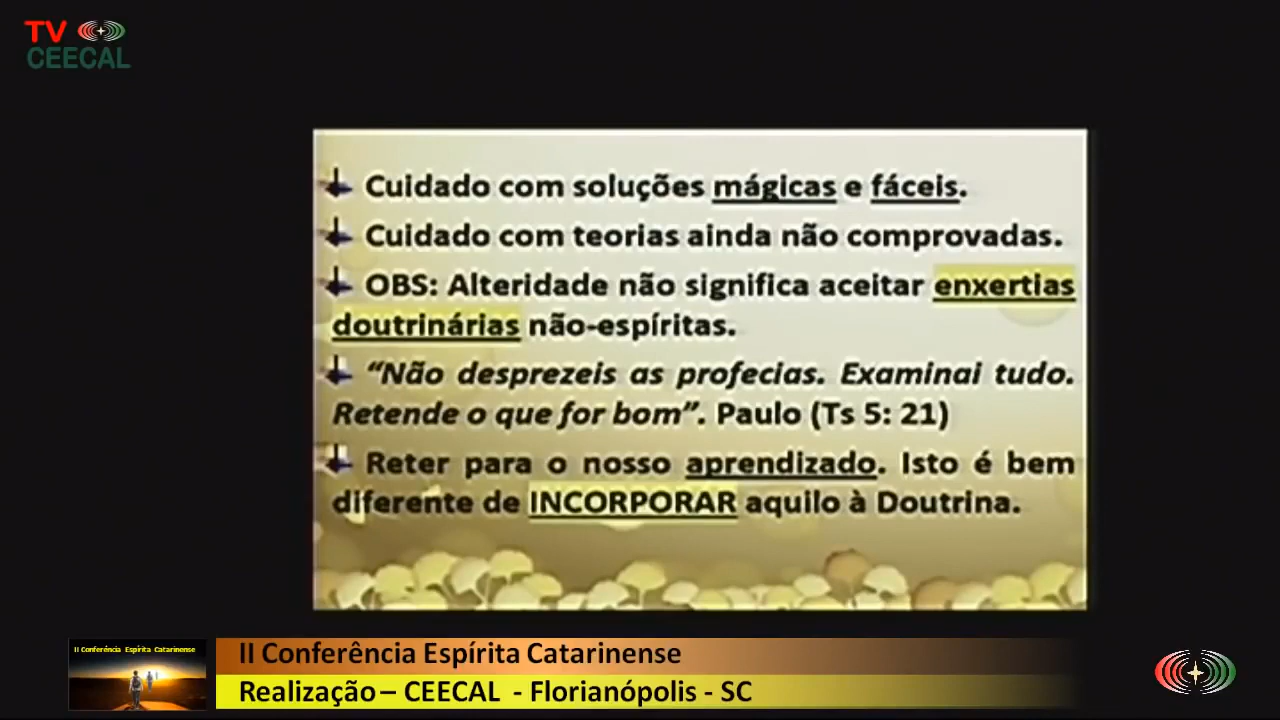 TV
CEECAL
Cuidado com soluções mágicas e fáceis.
Cuidado com teorias ainda não comprovadas.
OBS: Alteridade não significa aceitar enxertias
doutrinárias não-espíritas.
“Não desprezeis as profecias. Examinai tudo.
Retende o que for bom”. Paulo (Ts 5: 21)
Reter para o nosso aprendizado. Isto é bem
diferente de INCORPORAR aquilo à Doutrina.
II Conferência Espírita Catarinense
II Conferência Espírita Catarinense
Realização – CEECAL - Florianópolis - SC